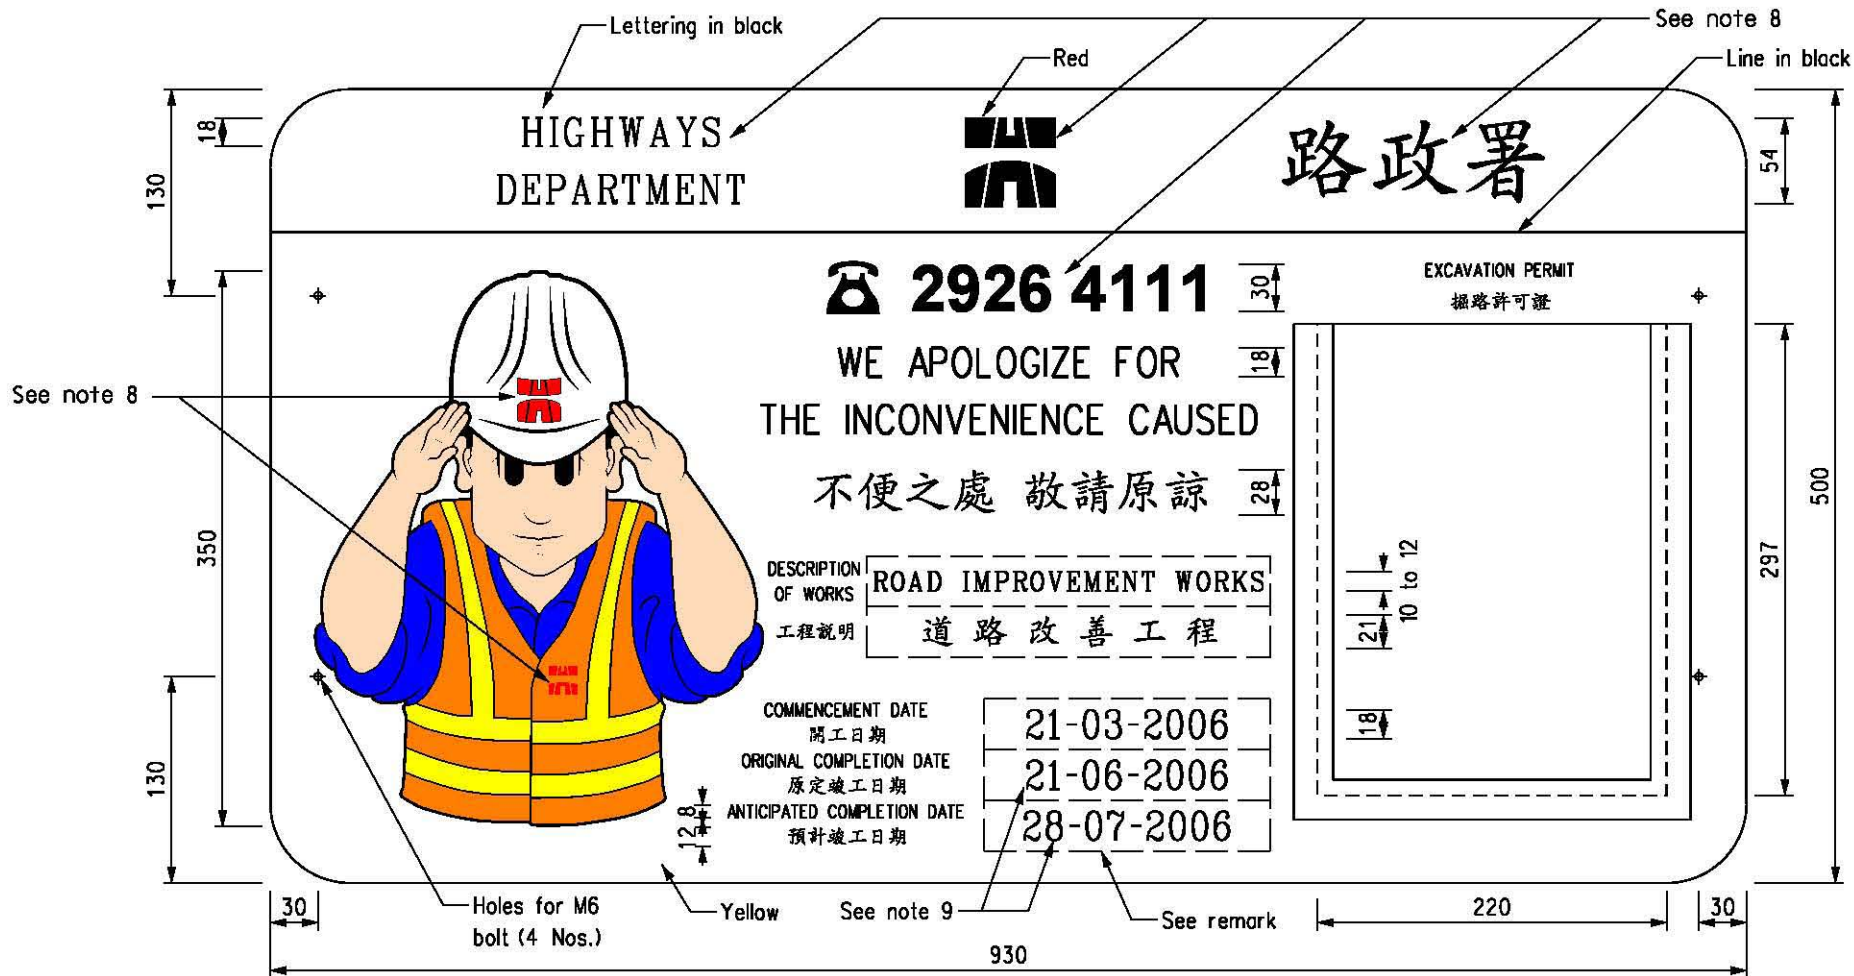 Lettering in black
See note 8
Red
Line in black
HIGHWAYS
DEPARTMENT
路政署
18
130
54
2926 4111
30
EXCAVATION PERMIT
掘路許可證
WE APOLOGIZE FOR
18
THE INCONVENIENCE CAUSED
See note 8
不便之處 敬請原諒
28
500
350
297
DESCRIPTION
OF WORKS
工程說明
ROAD IMPROVEMENT WORKS
道路改善工程
10 to 12
21
18
130
COMMENCEMENT DATE
開工日期
21-03-2006
ORIGINAL COMPLETION DATE
原定竣工日期
21-06-2006
ANTICIPATED COMPLETION DATE
預計竣工日期
28-07-2006
8
12
30
Holes for M6
bolt (4 Nos.)
Yellow
See note 9
See remark
220
30
930